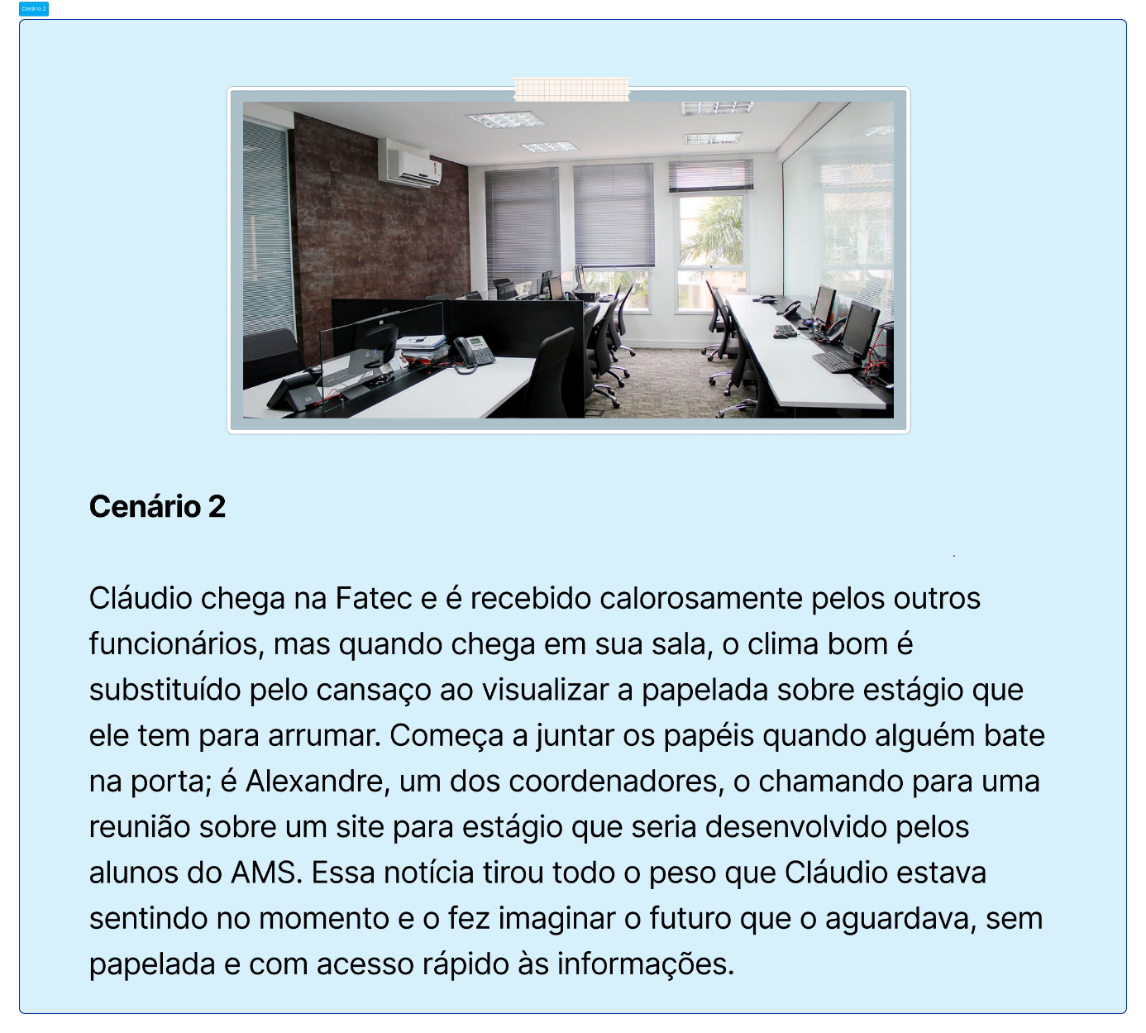 Cenário 2
Cenário 2
Cláudio chega na Fatec e é recebido calorosamente pelos outros
funcionários, mas quando chega em sua sala, o clima bom é
substituído pelo cansaço ao visualizar a papelada sobre estágio que
ele tem para arrumar. Começa a juntar os papéis quando alguém bate
na porta; é Alexandre, um dos coordenadores, o chamando para uma
reunião sobre um site para estágio que seria desenvolvido pelos
alunos do AMS. Essa notícia tirou todo o peso que Cláudio estava
sentindo no momento e o fez imaginar o futuro que o aguardava, sem
papelada e com acesso rápido às informações.